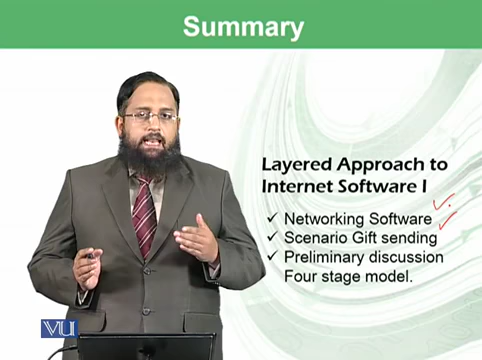 Summary
Layered Approach to
Internet Software I
✓ Networking Software
✓ Scenario Gift sending
✓ Preliminary discussion
Four stage model.
VU